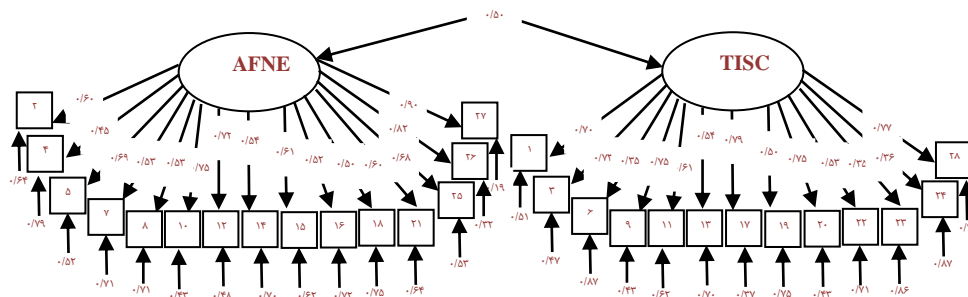 ۰/۵۰
AFNE TISC
۰/۶۰ ۰/۹۰ ۰/۷۰ ۰/۷۷
۲ ۲۷
۰/۴۵ ۰/۷۲ ۰/۵۴ ۰/۸۲ ۰/۵۴ ۰/۷۹
۴ ۰/۶۹ ۰/۵۳ ۰/۵۳ ۰/۷۵ ۰/۶۱ ۰/۵۲ ۰/۵۰ ۰/۶۰ ۰/۶۸ ۲۶ ۱ ۰/۷۲ ۰/۳۵ ۰/۷۵ ۰/۶۱ ۰/۵۰ ۰/۷۵ ۰/۵۳ ۰/۳۵ ۰/۳۶ ۲۸
۰/۶۴ ۵ ۲۵ ۰/۱۹ ۳ ۲۴
۷ ۶
۰/۷۹ ۸ ۱۰ ۱۲ ۱۴ ۱۵ ۱۶ ۱۸ ۲۱ ۰/۳۲ ۰/۵۱ ۹ ۱۱ ۱۳ ۱۷ ۱۹ ۲۰ ۲۲ ۲۳
۰/۵۲ ۰/۵۳ ۰/۴۷ ۰/۸۷
۰/۷۱ ۰/۸۷
۰/۷۱ ۰/۴۳ ۰/۴۸ ۰/۷۰ ۰/۶۲ ۰/۷۲ ۰/۷۵ ۰/۶۴ ۰/۴۳ ۰/۶۲ ۰/۷۰ ۰/۳۷ ۰/۷۵ ۰/۴۳ ۰/۷۱ ۰/۸۶